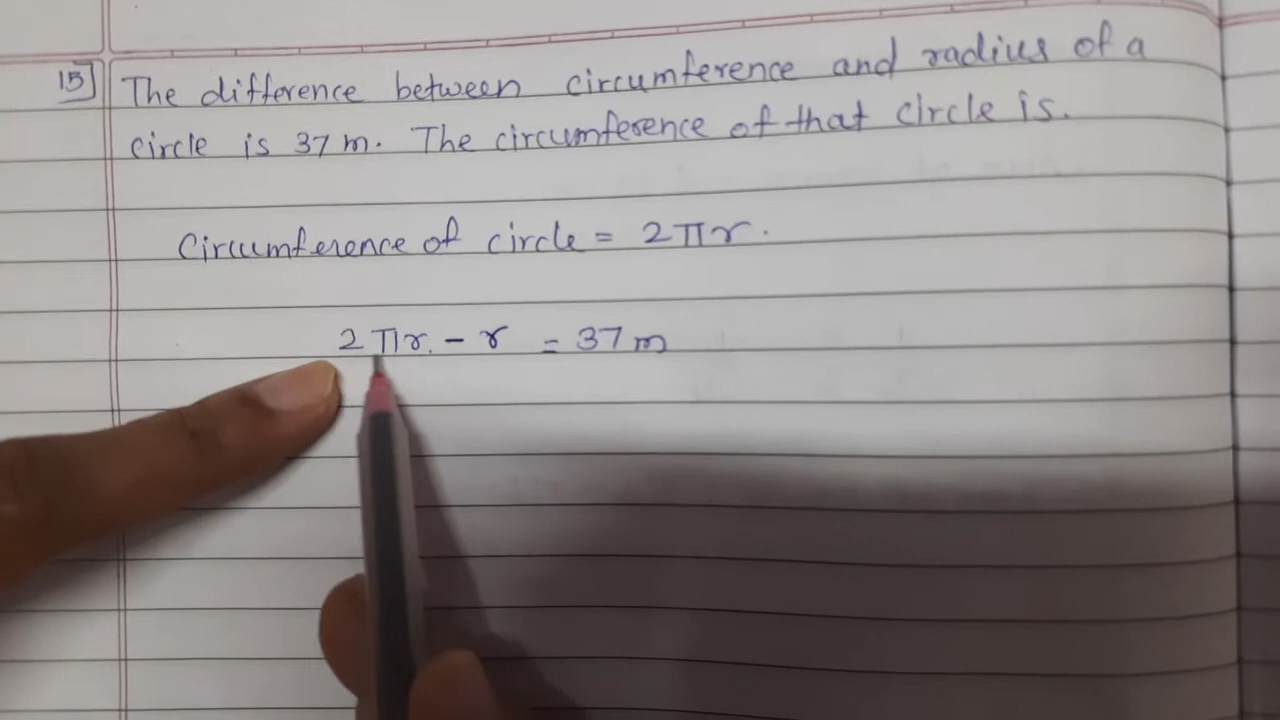 15] The difference between circumference and radius of a
circle is 37 m. The circumference of that circle is.
Circumference of circle = 2πr.
2πr. - r = 37 m